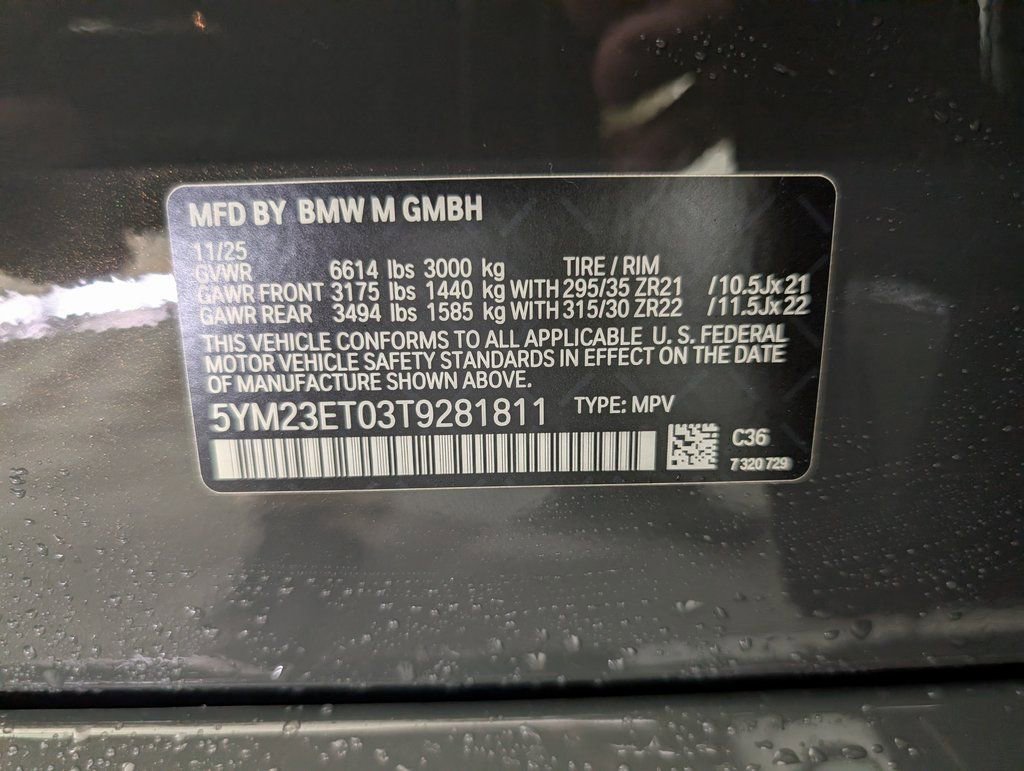 MFD BY BMW M GMBH
11/25
GVWR 6614 lbs 3000 kg TIRE / RIM
GAWR FRONT 3175 lbs 1440 kg WITH 295/35 ZR21 /10.5Jx21
GAWR REAR 3494 lbs 1585 kg WITH 315/30 ZR22 /11.5Jx22
THIS VEHICLE CONFORMS TO ALL APPLICABLE U. S. FEDERAL
MOTOR VEHICLE SAFETY STANDARDS IN EFFECT ON THE DATE
OF MANUFACTURE SHOWN ABOVE.
5YM23ET03T9281811 TYPE: MPV
C36
7 320 729